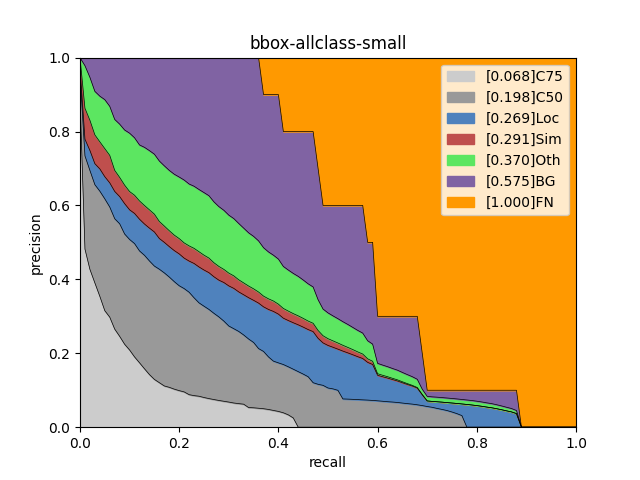 bbox-allclass-small
1.0
0.8
0.6
0.4
0.2
0.0
precision
[0.068]C75
[0.198]C50
[0.269]Loc
[0.291]Sim
[0.370]Oth
[0.575]BG
[1.000]FN
0.0 0.2 0.4 0.6 0.8 1.0
recall